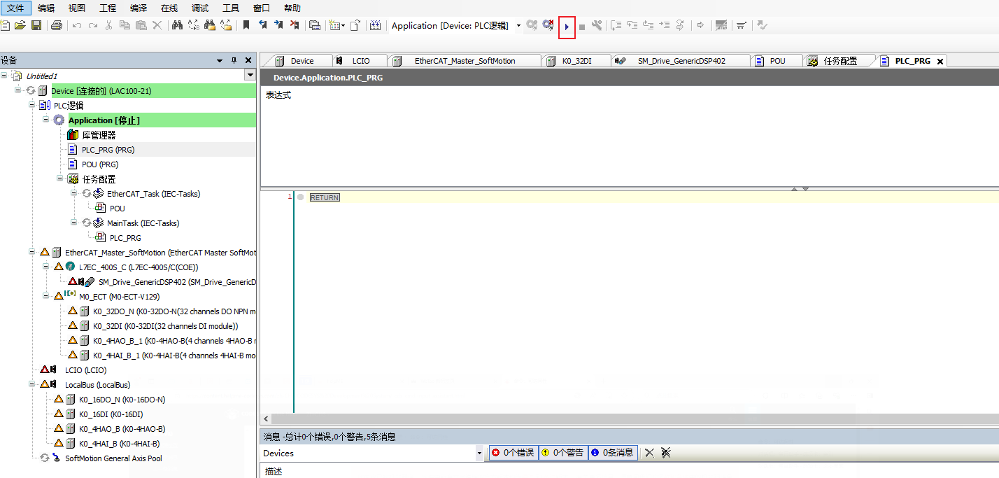 文件 编辑 视图 工程 编译 在线 调试 工具 窗口 帮助
Application [Device: PLC逻辑]
设备
Untitled1
Device [连接的] (LAC100-21)
PLC逻辑
Application [停止]
库管理器
PLC_PRG (PRG)
POU (PRG)
任务配置
EtherCAT_Task (IEC-Tasks)
POU
MainTask (IEC-Tasks)
PLC_PRG
EtherCAT_Master_SoftMotion (EtherCAT Master SoftMot
L7EC_400S_C (L7EC-400S/C(COE))
SM_Drive_GenericDSP402 (SM_Drive_GenericD
M0_ECT (M0-ECT-V129)
K0_32DO_N (K0-32DO-N(32 channels DO NPN m
K0_32DI (K0-32DI(32 channels DI module))
K0_4HAO_B_1 (K0-4HAO-B(4 channels 4HAO-B r
K0_4HAI_B_1 (K0-4HAI-B(4 channels 4HAI-B mo
LCIO (LCIO)
LocalBus (LocalBus)
K0_16DO_N (K0-16DO-N)
K0_16DI (K0-16DI)
K0_4HAO_B (K0-4HAO-B)
K0_4HAI_B (K0-4HAI-B)
SoftMotion General Axis Pool
Device LCIO EtherCAT_Master_SoftMotion K0_32DI SM_Drive_GenericDSP402 POU 任务配置 PLC_PRG
Device.Application.PLC_PRG
表达式
1 RETURN
消息 -总计0个错误,0个警告,5条消息
Devices 0个错误 0个警告 0条消息
描述